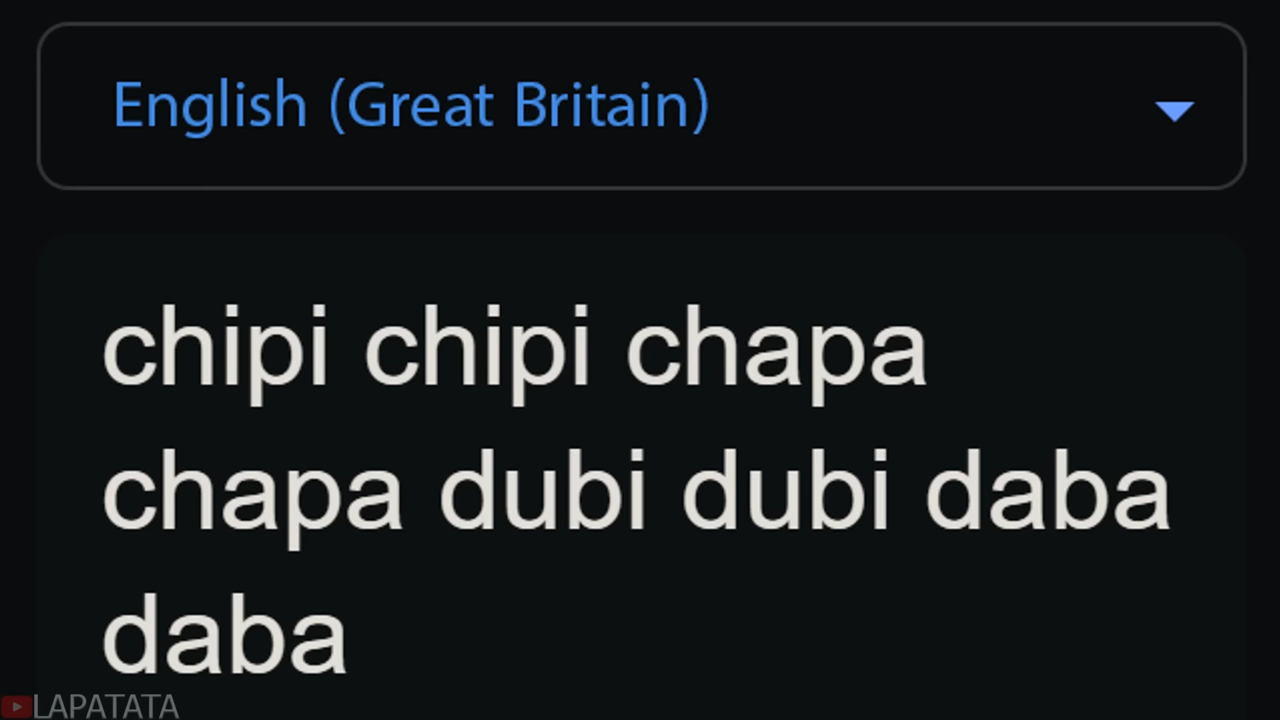 English (Great Britain)
chipi chipi chapa
chapa dubi dubi daba
daba
LAPATATA